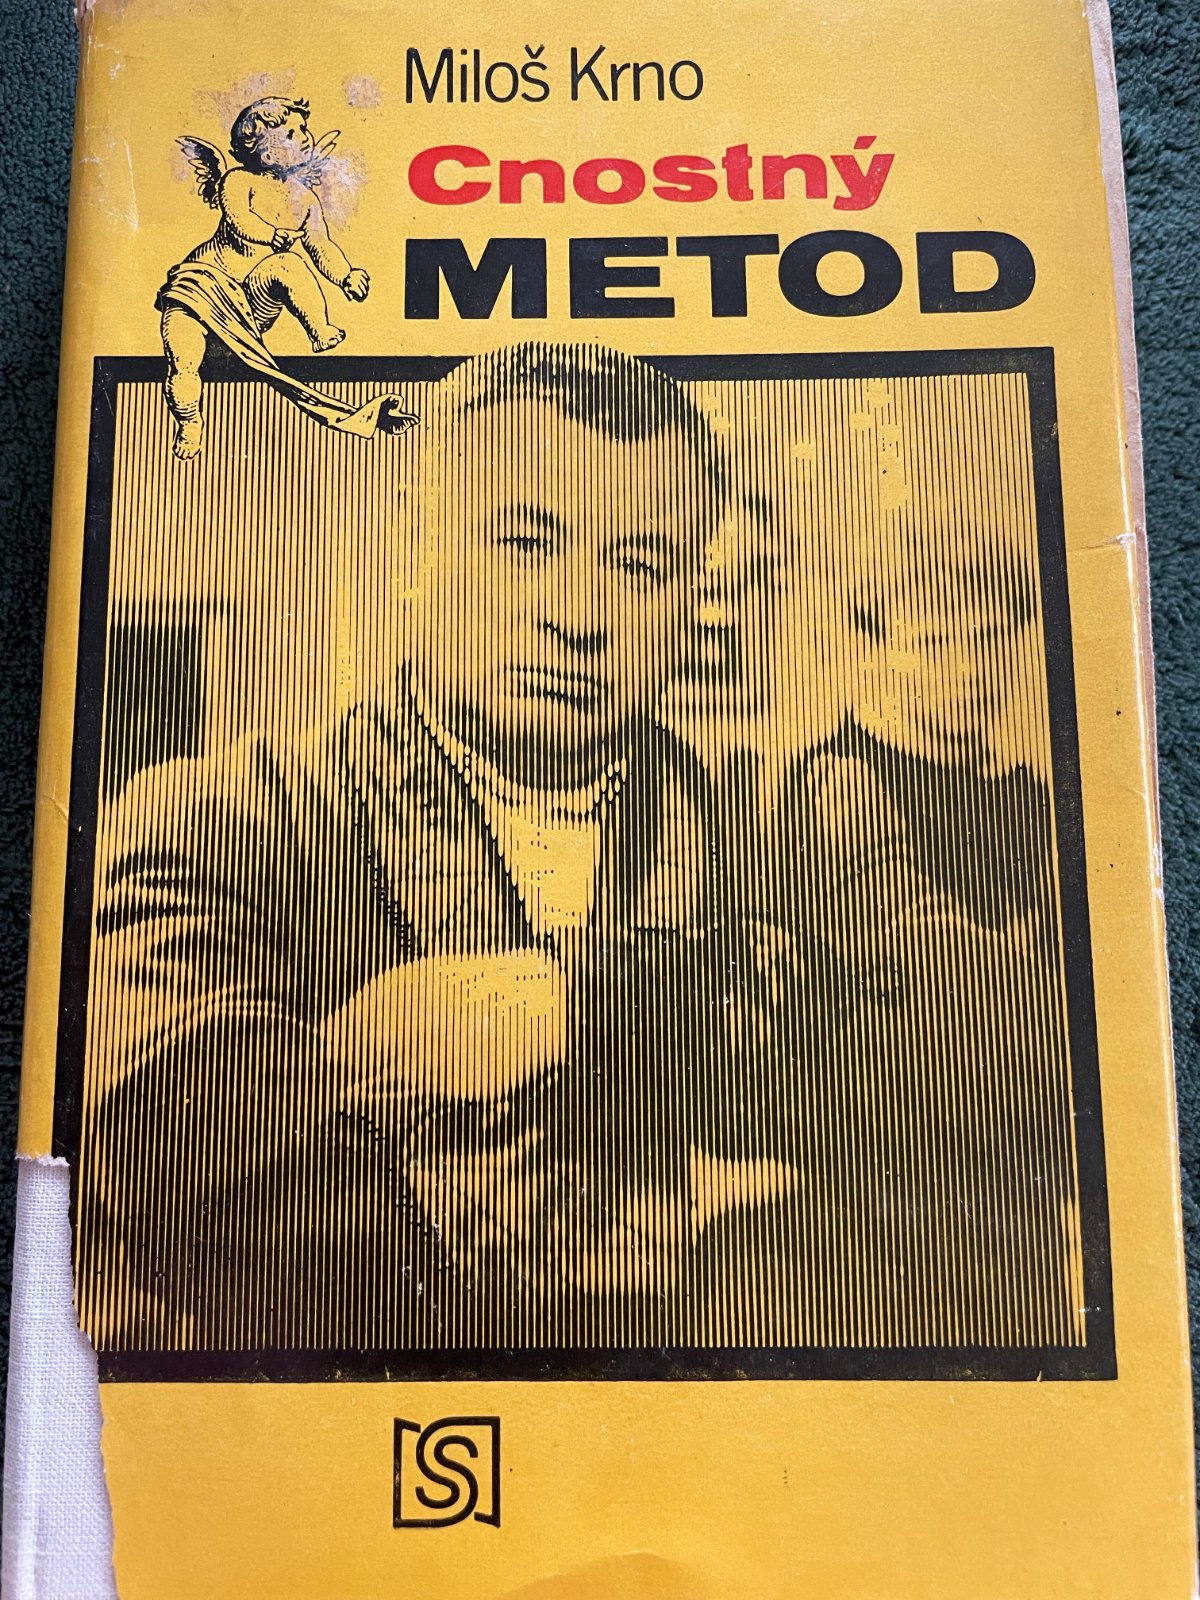 Miloš Krno
Cnostný
METOD
S